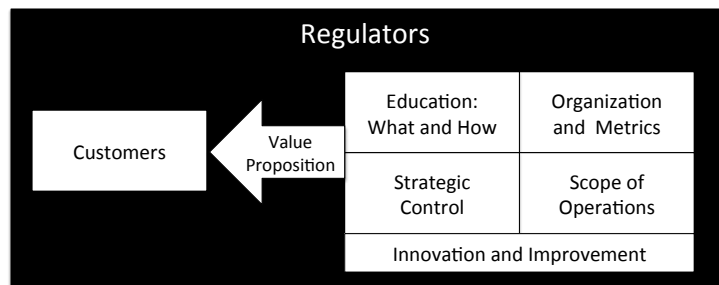 Regulators
Customers
Value
Proposition
Education:
What and How
Organization
and Metrics
Strategic
Control
Scope of
Operations
Innovation and Improvement